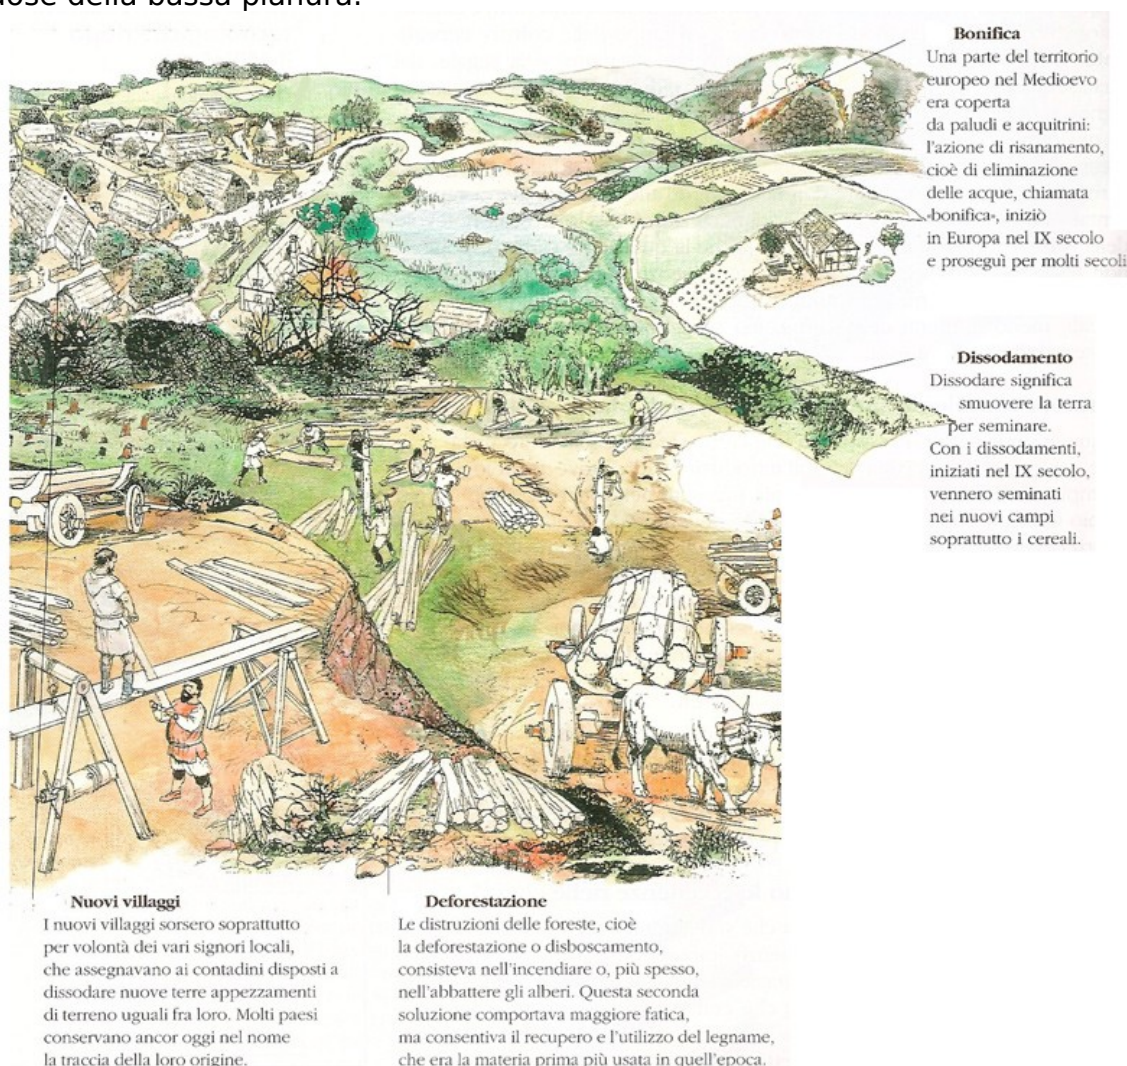 della bassa pianura.
Bonifica
Una parte del territorio
europeo nel Medioevo
era coperta
da paludi e acquitrini:
l'azione di risanamento,
cioè di eliminazione
delle acque, chiamata
«bonifica», iniziò
in Europa nel IX secolo
e proseguì per molti secoli
Dissodamento
Dissodare significa
smuovere la terra
per seminare.
Con i dissodamenti,
iniziati nel IX secolo,
vennero seminati
nei nuovi campi
soprattutto i cereali.
Nuovi villaggi
I nuovi villaggi sorsero soprattutto
per volontà dei vari signori locali,
che assegnavano ai contadini disposti a
dissodare nuove terre appezzamenti
di terreno uguali fra loro. Molti paesi
conservano ancor oggi nel nome
la traccia della loro origine.
Deforestazione
Le distruzioni delle foreste, cioè
la deforestazione o disboscamento,
consisteva nell'incendiare o, più spesso,
nell'abbattere gli alberi. Questa seconda
soluzione comportava maggiore fatica,
ma consentiva il recupero e l'utilizzo del legname,
che era la materia prima più usata in quell'epoca.